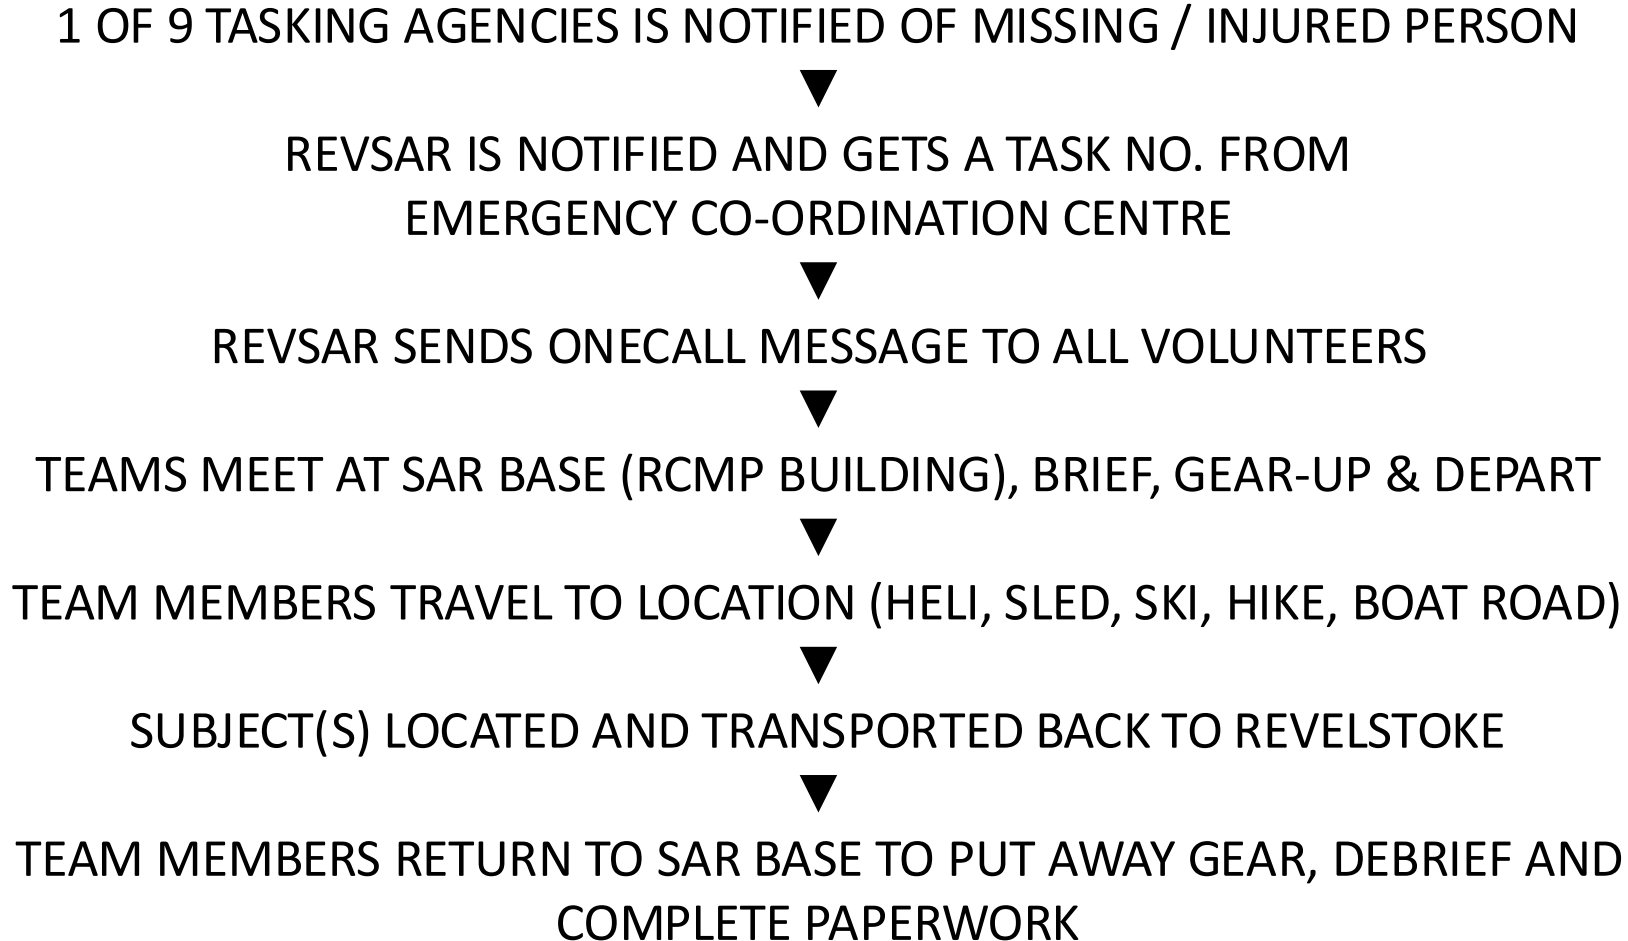 1 OF 9 TASKING AGENCIES IS NOTIFIED OF MISSING / INJURED PERSON
▼
REVSAR IS NOTIFIED AND GETS A TASK NO. FROM
EMERGENCY CO-ORDINATION CENTRE
▼
REVSAR SENDS ONECALL MESSAGE TO ALL VOLUNTEERS
▼
TEAMS MEET AT SAR BASE (RCMP BUILDING), BRIEF, GEAR-UP & DEPART
▼
TEAM MEMBERS TRAVEL TO LOCATION (HELI, SLED, SKI, HIKE, BOAT ROAD)
▼
SUBJECT(S) LOCATED AND TRANSPORTED BACK TO REVELSTOKE
▼
TEAM MEMBERS RETURN TO SAR BASE TO PUT AWAY GEAR, DEBRIEF AND
COMPLETE PAPERWORK